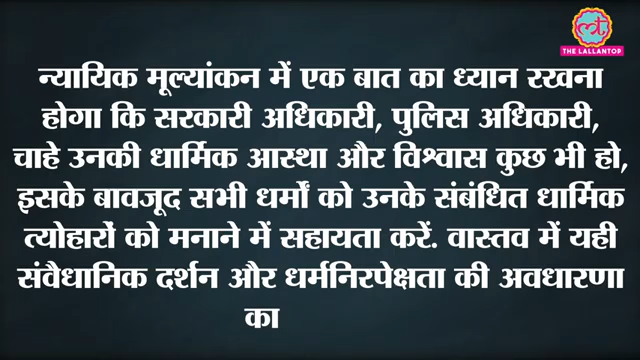 THE LALLANTOP
न्यायिक मूल्यांकन में एक बात का ध्यान रखना
होगा कि सरकारी अधिकारी, पुलिस अधिकारी,
चाहे उनकी धार्मिक आस्था और विश्वास कुछ भी हो,
इसके बावजूद सभी धर्मों को उनके संबंधित धार्मिक
त्योहारों को मनाने में सहायता करें. वास्तव में यही
संवैधानिक दर्शन और धर्मनिरपेक्षता की अवधारणा
का